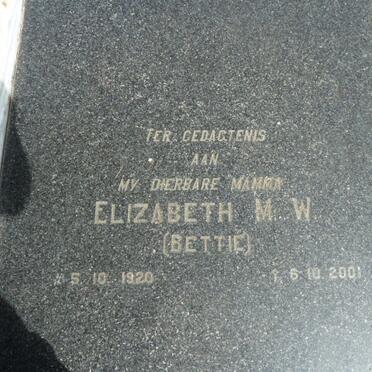 TER GEDAGTENIS
AAN
MY DIERBARE MAMMA
ELIZABETH M W
(BETTIE)
* 5.10.1920 † 6.10.2001